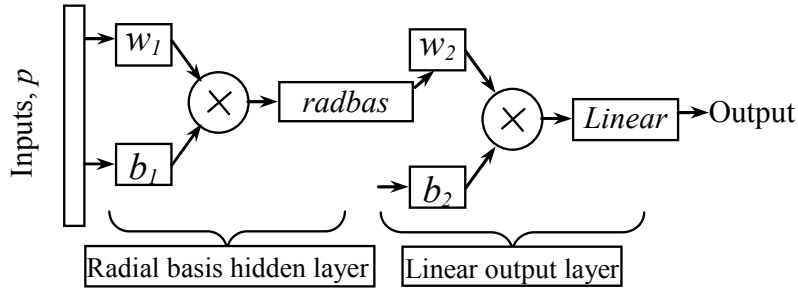 Inputs, p
w1
b1
radbas
w2
b2
Linear
Output
Radial basis hidden layer
Linear output layer